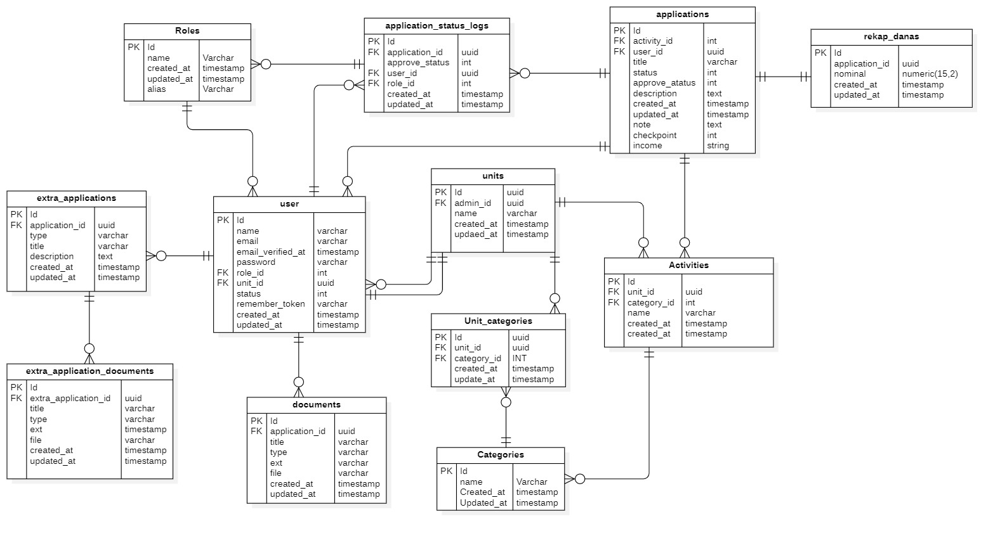 Roles
PK Id
name Varchar
created_at timestamp
updated_at timestamp
alias Varchar
application_status_logs
PK Id
FK application_id uuid
approve_status int
FK user_id uuid
FK role_id int
created_at timestamp
updated_at timestamp
applications
PK Id
FK activity_id int
FK user_id uuid
title varchar
status int
approve_atatus int
description text
created_at timestamp
updated_at timestamp
note text
checkpoint int
income string
rekap_danas
PK Id
application_id uuid
nominal numeric(15,2)
created_at timestamp
updated_at timestamp
extra_applications
PK Id
FK application_id uuid
type varchar
title varchar
description text
created_at timestamp
updated_at timestamp
user
PK Id
name varchar
email varchar
email_verified_at timestamp
password varchar
FK role_id int
FK unit_id uuid
status int
remember_token varchar
created_at timestamp
updated_at timestamp
units
PK Id uuid
FK admin_id uuid
name varchar
created_at timestamp
updaed_at timestamp
Activities
PK Id
FK unit_id uuid
FK category_id int
name varchar
created_at timestamp
created_at timestamp
Unit_categories
PK Id uuid
FK unit_id uuid
FK category_id INT
created_at timestamp
update_at timestamp
extra_application_documents
PK Id
FK extra_application_id uuid
title varchar
type varchar
ext timestamp
file varchar
created_at timestamp
updated_at timestamp
documents
PK Id
FK application_id uuid
title varchar
type varchar
ext varchar
file varchar
created_at timestamp
updated_at timestamp
Categories
PK Id
name Varchar
Created_at timestamp
Updated_at timestamp